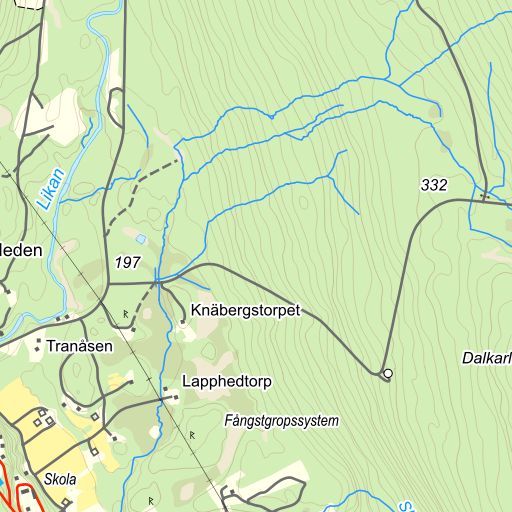 Likan
332
leden
197
Knäbergstorpet
Tranåsen
Dalkarl
Lapphedtorp
Fångstgropssystem
Skola
R
R
R
R